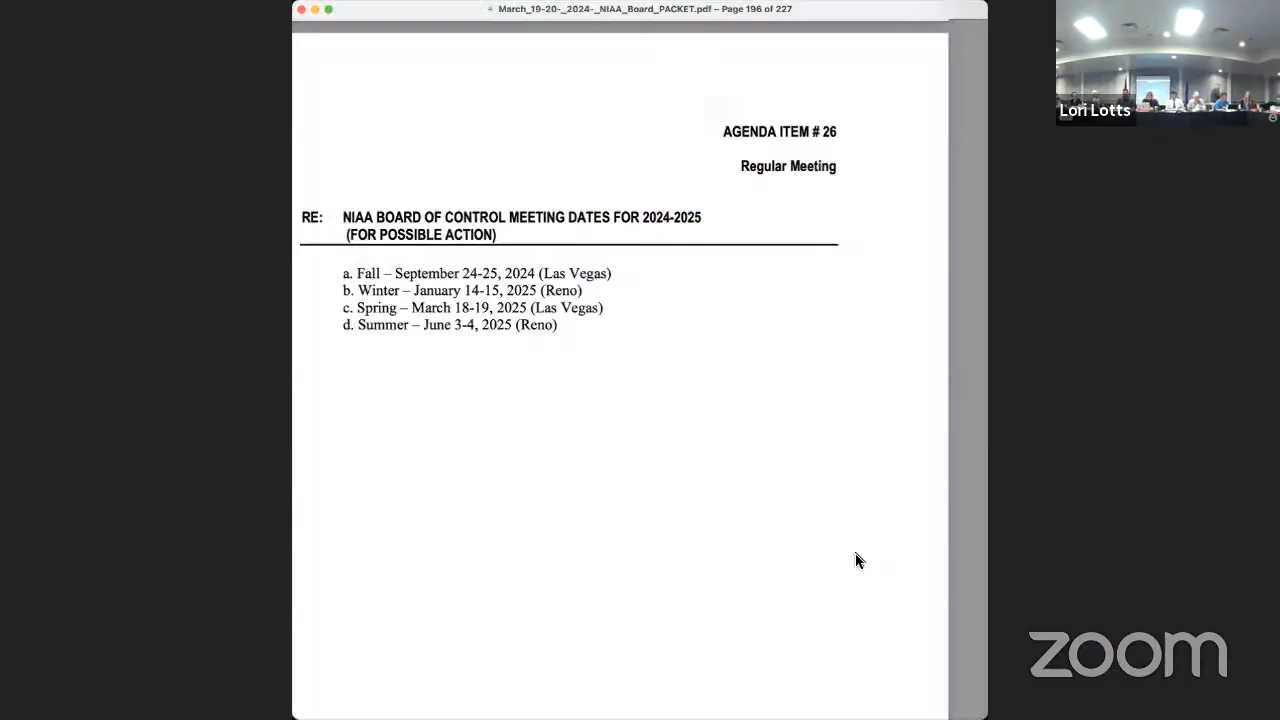 March_19-20-_2024-_NIAA_Board_PACKET.pdf – Page 196 of 227
Lori Lotts
AGENDA ITEM # 26
Regular Meeting
RE: NIAA BOARD OF CONTROL MEETING DATES FOR 2024-2025
(FOR POSSIBLE ACTION)
a. Fall – September 24-25, 2024 (Las Vegas)
b. Winter – January 14-15, 2025 (Reno)
c. Spring – March 18-19, 2025 (Las Vegas)
d. Summer – June 3-4, 2025 (Reno)
zoom